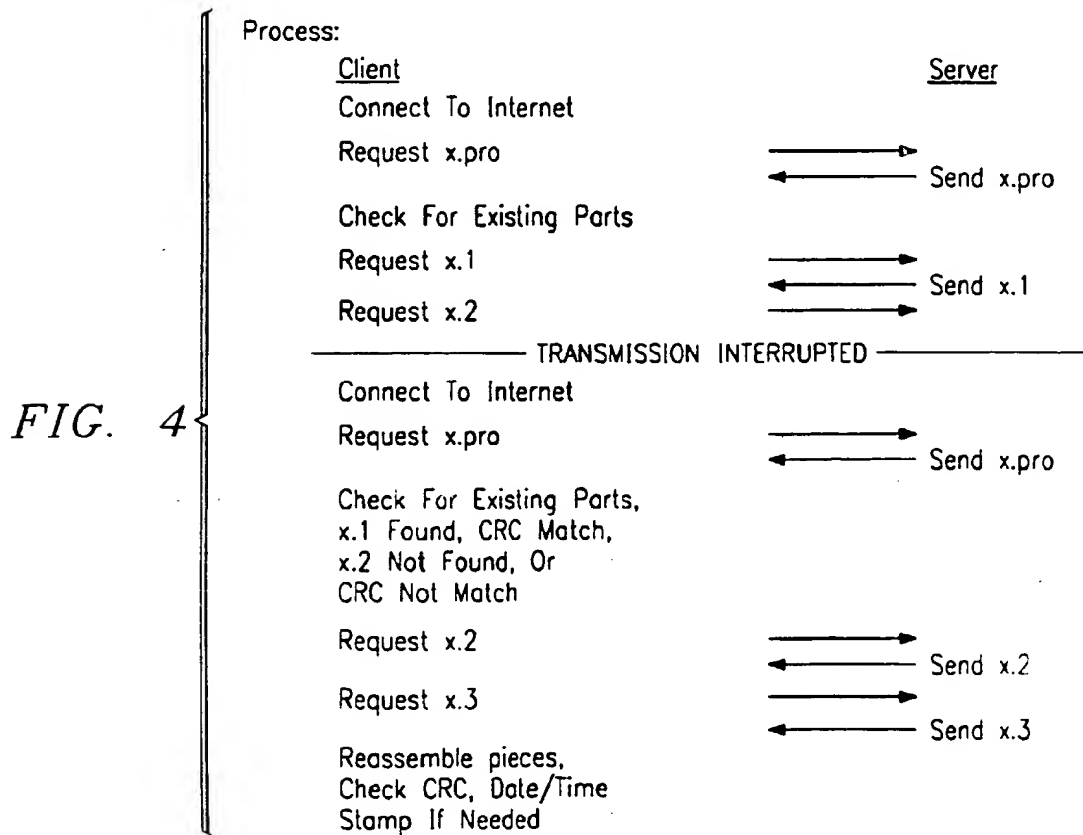 Process:
Client Server
Connect To Internet
Request x.pro
Send x.pro
Check For Existing Parts
Request x.1
Send x.1
Request x.2
TRANSMISSION INTERRUPTED
Connect To Internet
FIG. 4
Request x.pro
Send x.pro
Check For Existing Parts,
x.1 Found, CRC Match,
x.2 Not Found, Or
CRC Not Match
Request x.2
Send x.2
Request x.3
Send x.3
Reassemble pieces,
Check CRC, Date/Time
Stamp If Needed